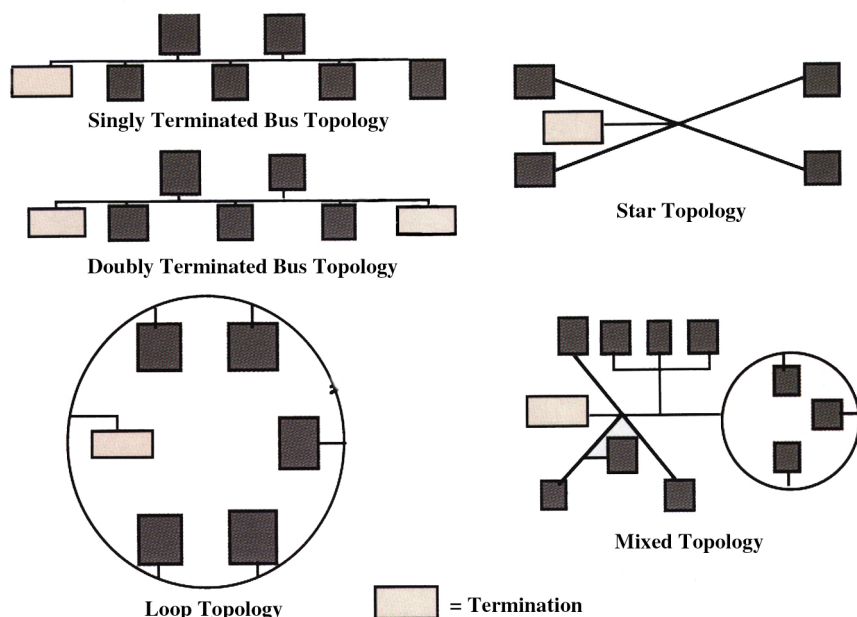 Singly Terminated Bus Topology
Star Topology
Doubly Terminated Bus Topology
Loop Topology
Mixed Topology
= Termination